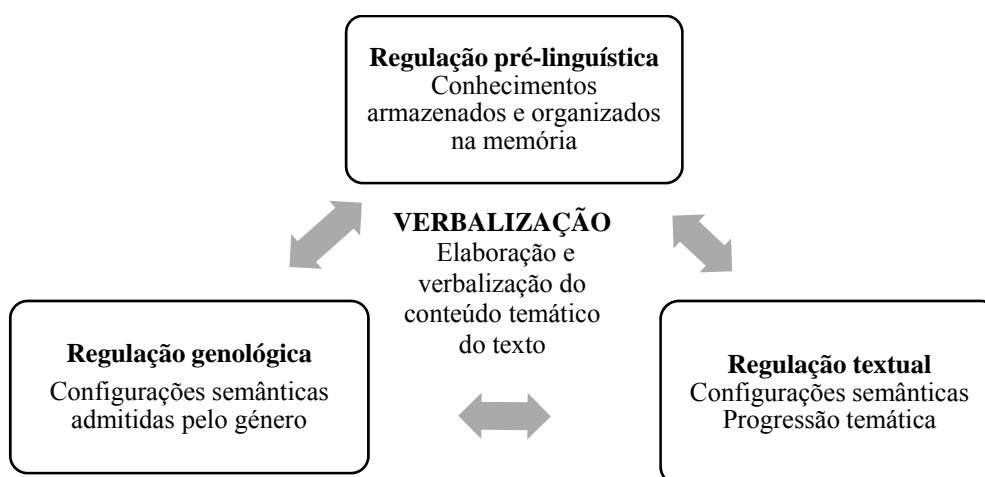 Regulação pré-linguística
Conhecimentos
armazenados e organizados
na memória
VERBALIZAÇÃO
Elaboração e
verbalização do
conteúdo temático
do texto
Regulação genológica
Configurações semânticas
admitidas pelo género
Regulação textual
Configurações semânticas
Progressão temática